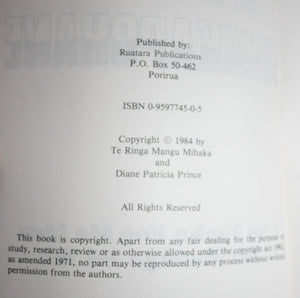 Published by:
Ruatara Publications
P.O. Box 50-462
Porirua
ISBN 0-9597745-0-5
Copyright © 1984 by
Te Ringa Mangu Mihaka
and
Diane Patricia Prince
All Rights Reserved
This book is copyright. Apart from any fair dealing for the purpose of
study, research, review or as otherwise allowed under the copyright act
as amended 1971, no part may be reproduced by any process without
permission from the authors.